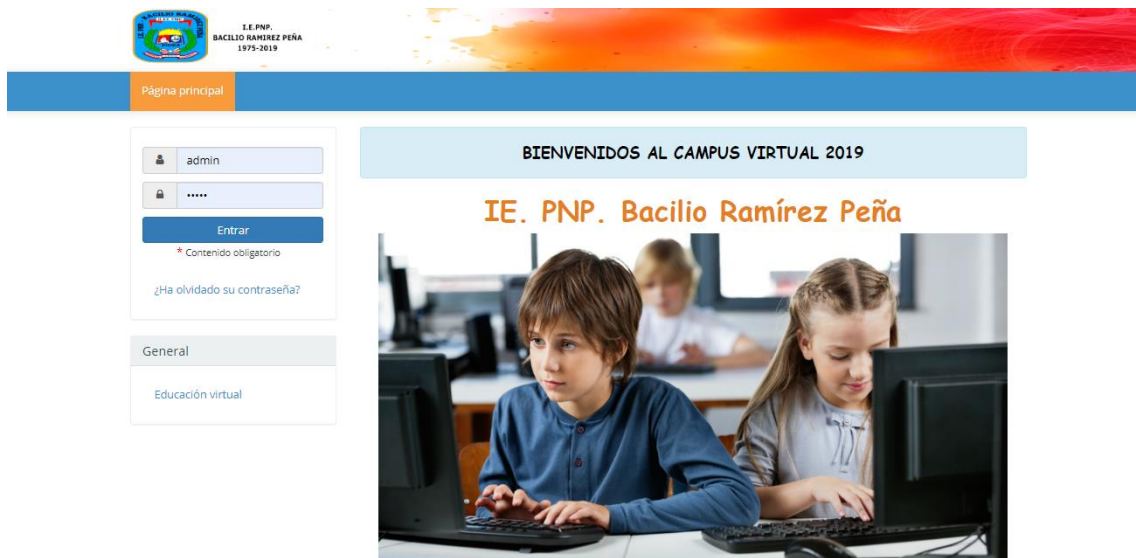 I.E.PNP.
BACILIO RAMIREZ PEÑA
1975-2019
Página principal
admin
•••••
Entrar
* Contenido obligatorio
¿Ha olvidado su contraseña?
General
Educación virtual
BIENVENIDOS AL CAMPUS VIRTUAL 2019
IE. PNP. Bacilio Ramírez Peña